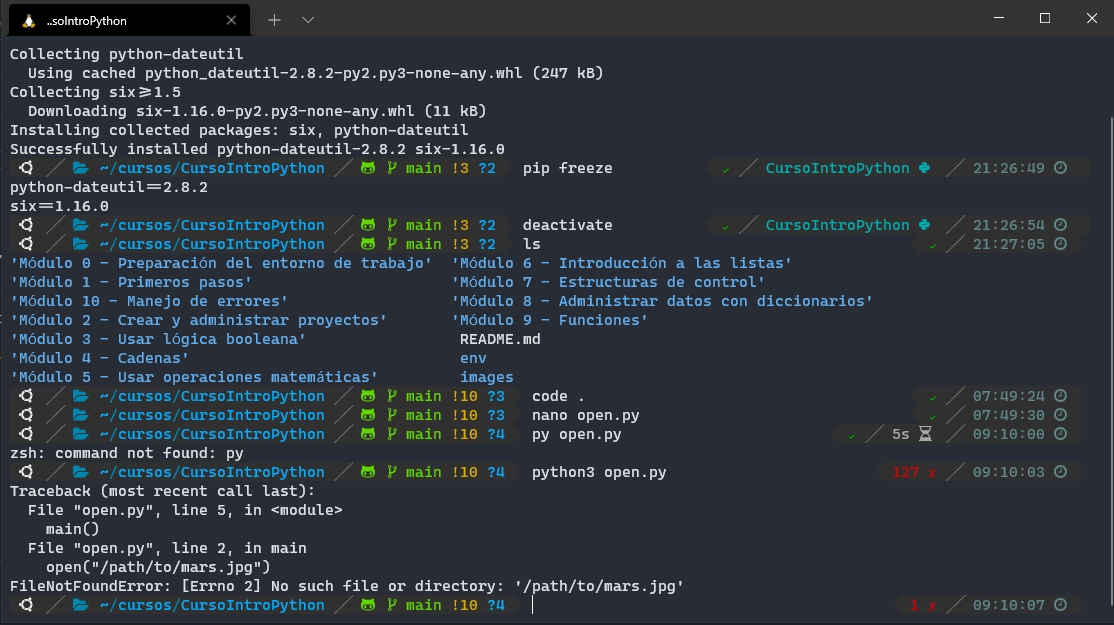 ..soIntroPython
Collecting python-dateutil
Using cached python_dateutil-2.8.2-py2.py3-none-any.whl (247 kB)
Collecting six>=1.5
Downloading six-1.16.0-py2.py3-none-any.whl (11 kB)
Installing collected packages: six, python-dateutil
Successfully installed python-dateutil-2.8.2 six-1.16.0
~/cursos/CursoIntroPython main !3 ?2 pip freeze ✓ CursoIntroPython 21:26:49
python-dateutil==2.8.2
six==1.16.0
~/cursos/CursoIntroPython main !3 ?2 deactivate ✓ CursoIntroPython 21:26:54
~/cursos/CursoIntroPython main !3 ?2 ls ✓ 21:27:05
'Módulo 0 - Preparación del entorno de trabajo' 'Módulo 6 - Introducción a las listas'
'Módulo 1 - Primeros pasos' 'Módulo 7 - Estructuras de control'
'Módulo 10 - Manejo de errores' 'Módulo 8 - Administrar datos con diccionarios'
'Módulo 2 - Crear y administrar proyectos' 'Módulo 9 - Funciones'
'Módulo 3 - Usar lógica booleana' README.md
'Módulo 4 - Cadenas' env
'Módulo 5 - Usar operaciones matemáticas' images
~/cursos/CursoIntroPython main !10 ?3 code . ✓ 07:49:24
~/cursos/CursoIntroPython main !10 ?3 nano open.py ✓ 07:49:30
~/cursos/CursoIntroPython main !10 ?4 py open.py ✓ 5s 09:10:00
zsh: command not found: py
~/cursos/CursoIntroPython main !10 ?4 python3 open.py 127 ✗ 09:10:03
Traceback (most recent call last):
File "open.py", line 5, in <module>
main()
File "open.py", line 2, in main
open("/path/to/mars.jpg")
FileNotFoundError: [Errno 2] No such file or directory: '/path/to/mars.jpg'
~/cursos/CursoIntroPython main !10 ?4 1 ✗ 09:10:07